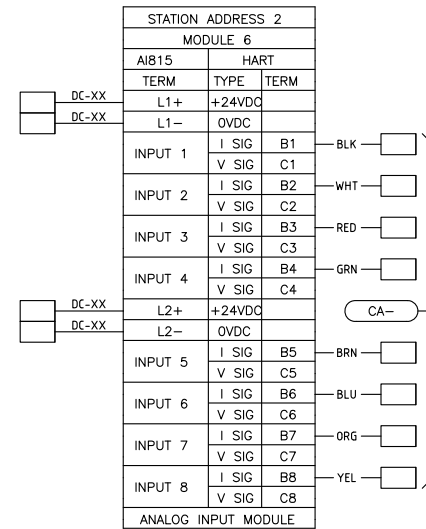 STATION ADDRESS 2
MODULE 6
AI815 HART
TERM TYPE TERM
DC-XX L1+ +24VDC
DC-XX L1- 0VDC
INPUT 1 I SIG B1 BLK
V SIG C1
INPUT 2 I SIG B2 WHT
V SIG C2
INPUT 3 I SIG B3 RED
V SIG C3
INPUT 4 I SIG B4 GRN
V SIG C4
DC-XX L2+ +24VDC CA-
DC-XX L2- 0VDC
INPUT 5 I SIG B5 BRN
V SIG C5
INPUT 6 I SIG B6 BLU
V SIG C6
INPUT 7 I SIG B7 ORG
V SIG C7
INPUT 8 I SIG B8 YEL
V SIG C8
ANALOG INPUT MODULE